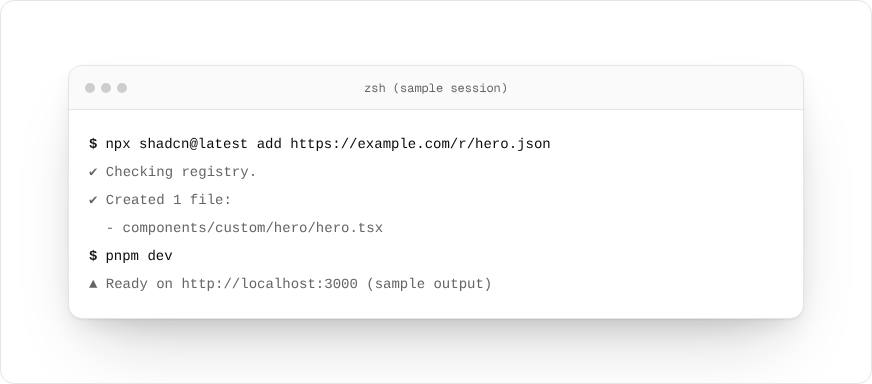 zsh (sample session)
$ npx shadcn@latest add https://example.com/r/hero.json
✔ Checking registry.
✔ Created 1 file:
- components/custom/hero/hero.tsx
$ pnpm dev
▲ Ready on http://localhost:3000 (sample output)